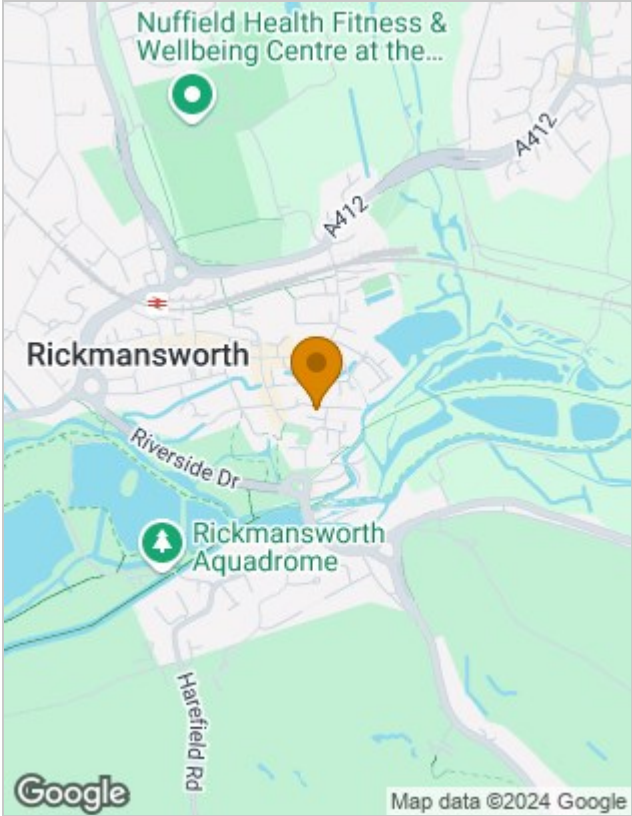 Nuffield Health Fitness &
Wellbeing Centre at the...
A412
A412
Rickmansworth
Riverside Dr
Rickmansworth
Aquadrome
Harefield Rd
Google
Map data ©2024 Google